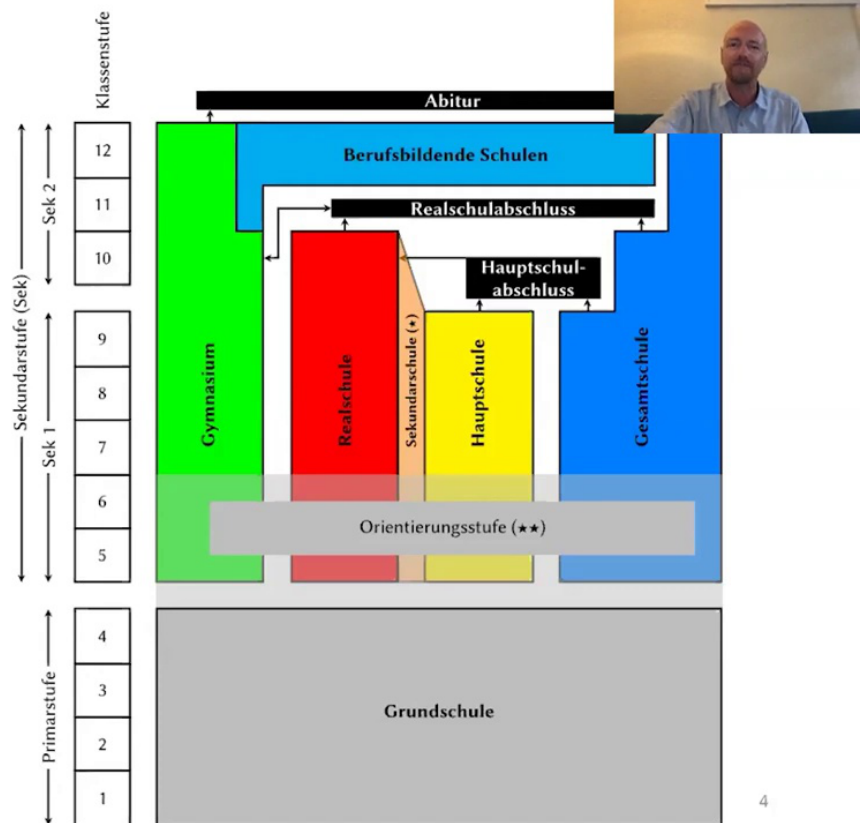 Klassenstufe
Abitur
12
Berufsbildende Schulen
11
Realschulabschluss
10
Hauptschul-
abschluss
9
8
7
6
5
4
3
2
1
Sekundarstufe (Sek)
Sek 2
Sek 1
Primarstufe
Gymnasium
Realschule
Sekundarschule (★)
Hauptschule
Gesamtschule
Orientierungsstufe (★★)
Grundschule
4